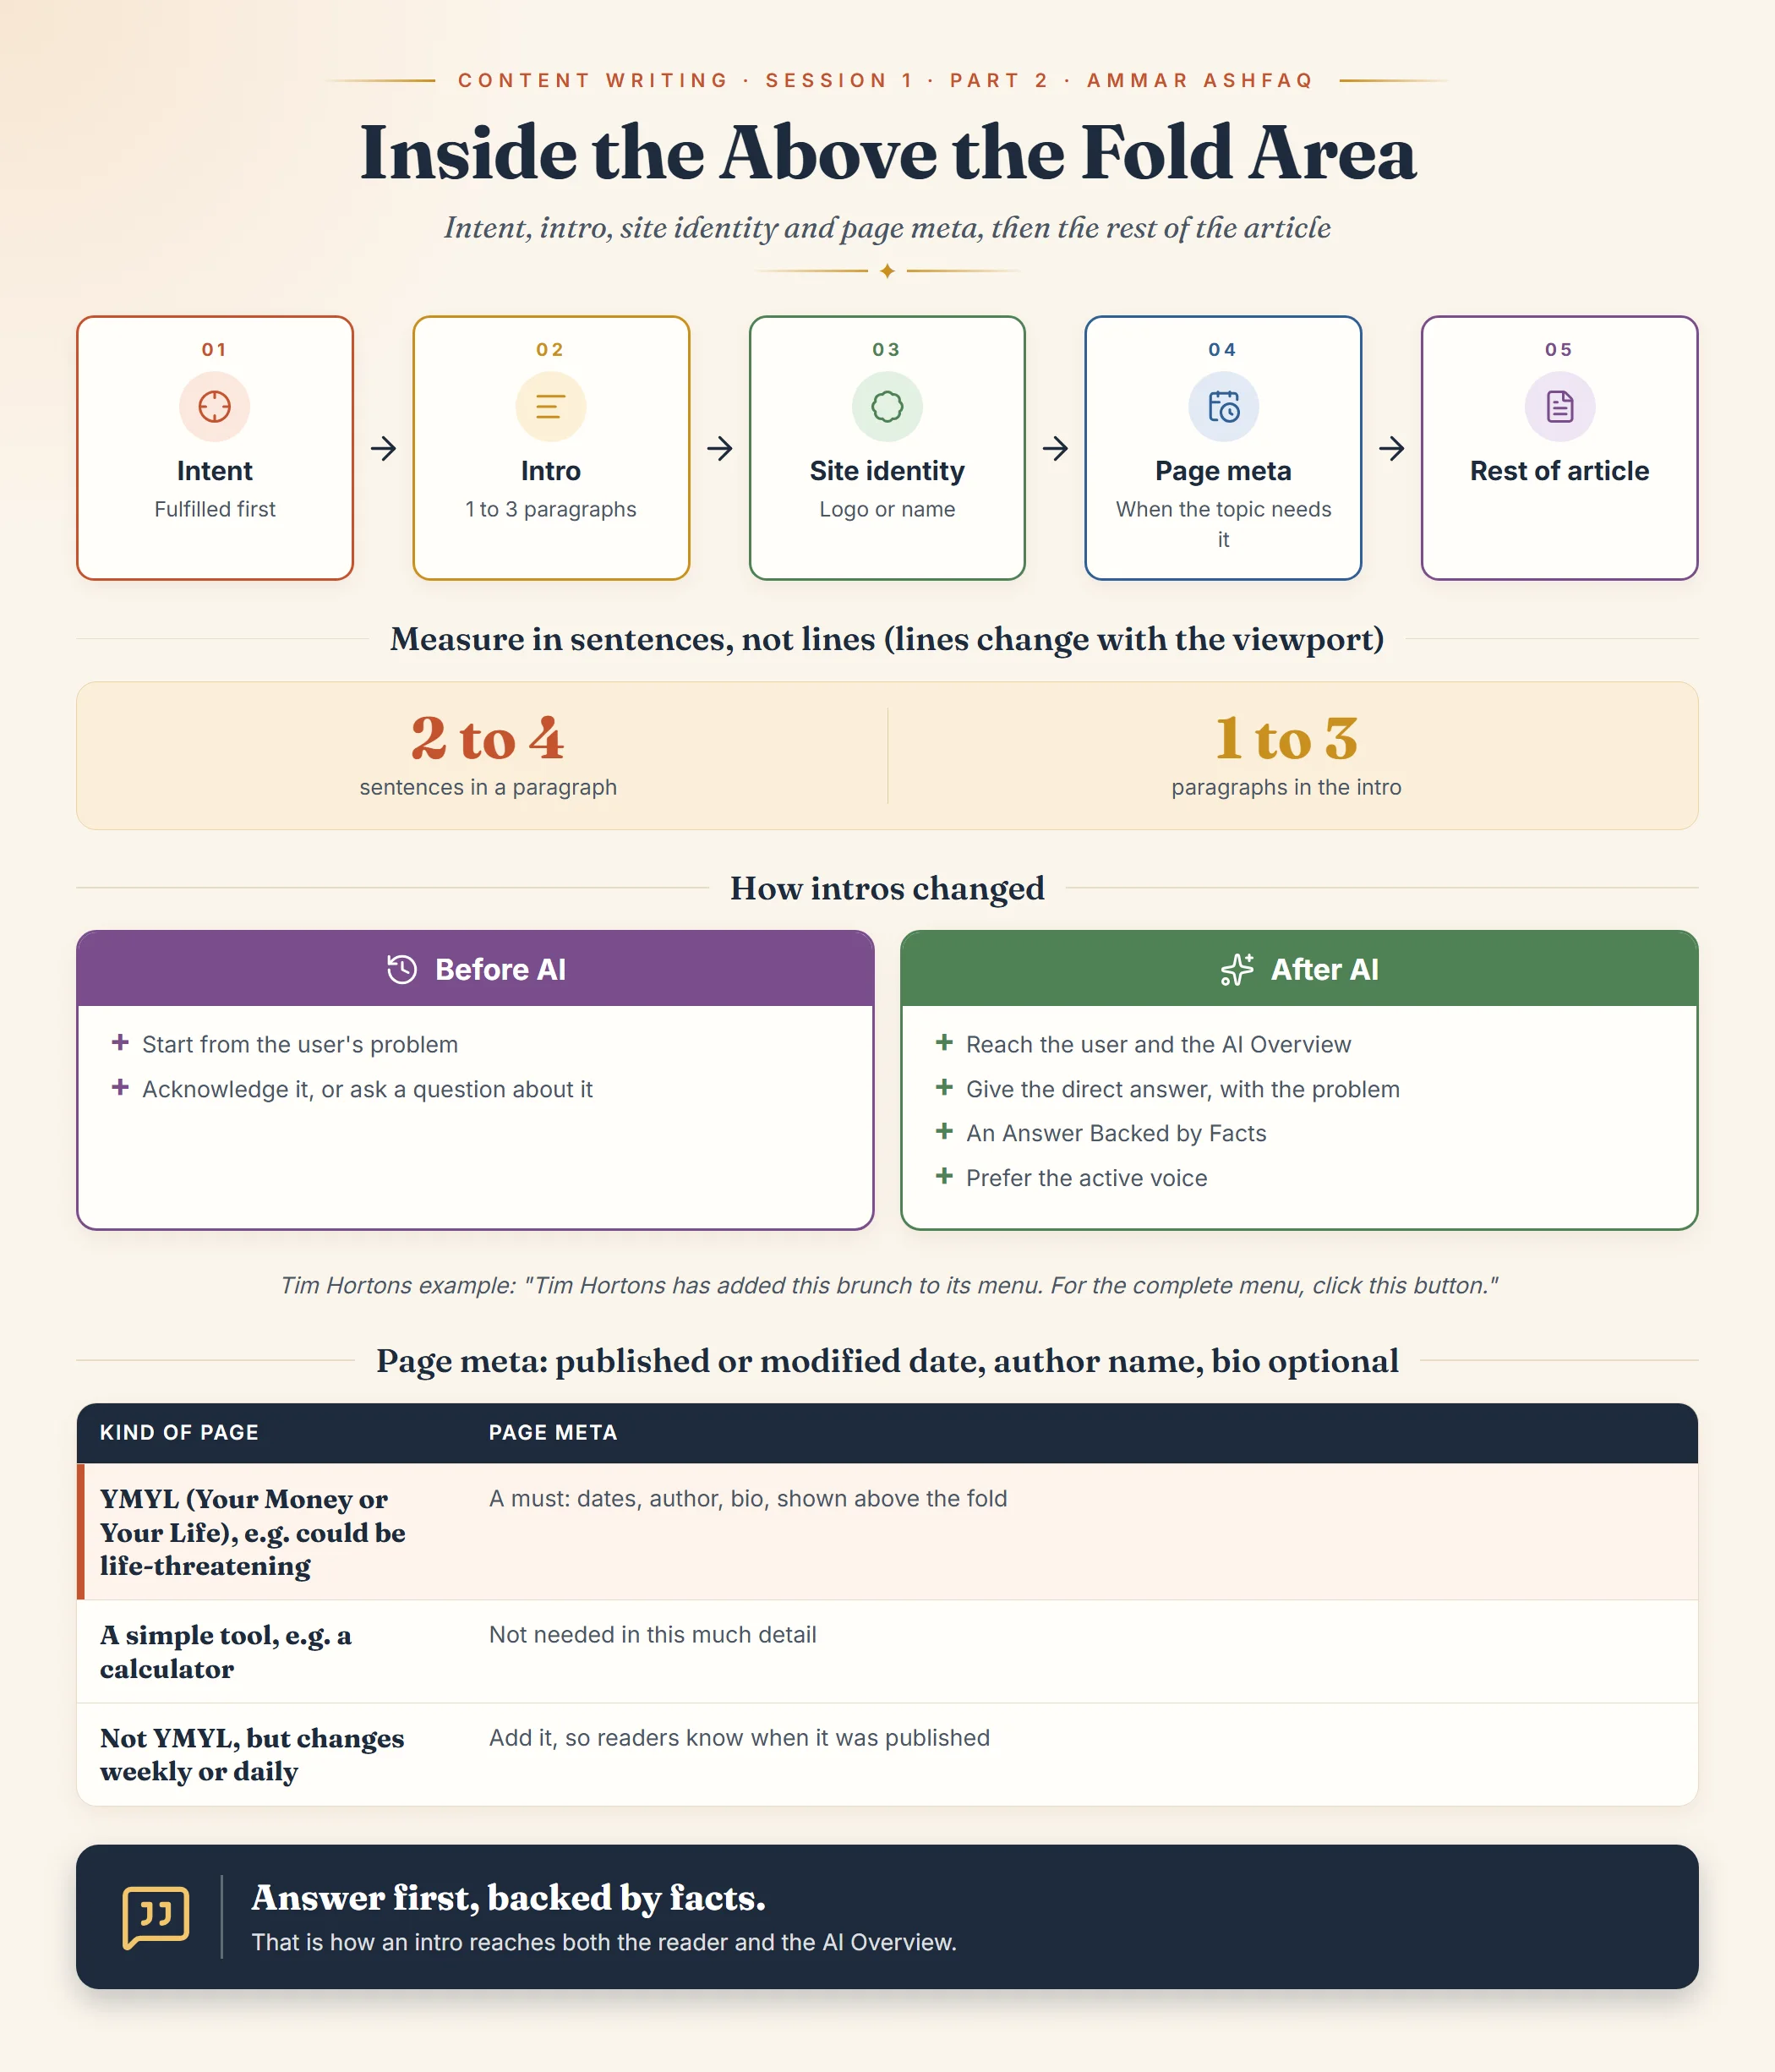 CONTENT WRITING · SESSION 1 · PART 2 · AMMAR ASHFAQ
Inside the Above the Fold Area
Intent, intro, site identity and page meta, then the rest of the article
01
Intent
Fulfilled first
02
Intro
1 to 3 paragraphs
03
Site identity
Logo or name
04
Page meta
When the topic needs
it
05
Rest of article
Measure in sentences, not lines (lines change with the viewport)
2 to 4
sentences in a paragraph
1 to 3
paragraphs in the intro
How intros changed
Before AI
+ Start from the user's problem
+ Acknowledge it, or ask a question about it
After AI
+ Reach the user and the AI Overview
+ Give the direct answer, with the problem
+ An Answer Backed by Facts
+ Prefer the active voice
Tim Hortons example: "Tim Hortons has added this brunch to its menu. For the complete menu, click this button."
Page meta: published or modified date, author name, bio optional
KIND OF PAGE PAGE META
YMYL (Your Money or
Your Life), e.g. could be
life-threatening
A must: dates, author, bio, shown above the fold
A simple tool, e.g. a
calculator
Not needed in this much detail
Not YMYL, but changes
weekly or daily
Add it, so readers know when it was published
Answer first, backed by facts.
That is how an intro reaches both the reader and the AI Overview.